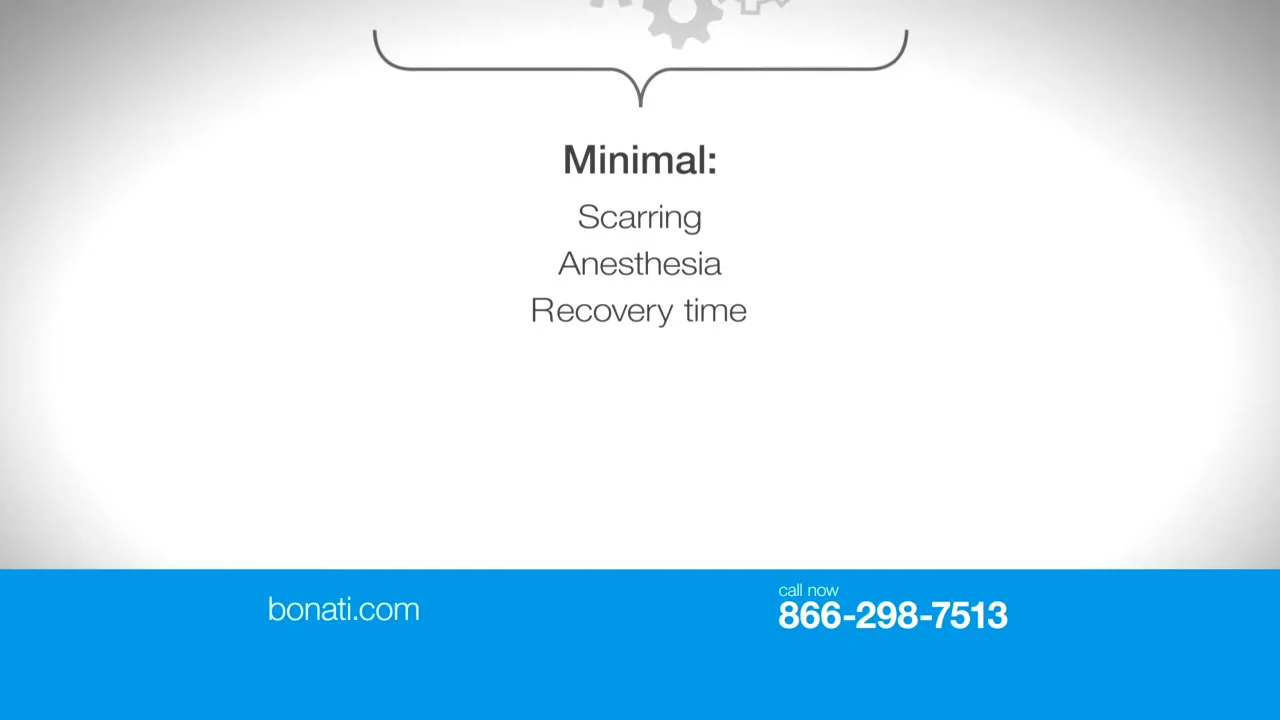 Minimal:
Scarring
Anesthesia
Recovery time
bonati.com
call now
866-298-7513